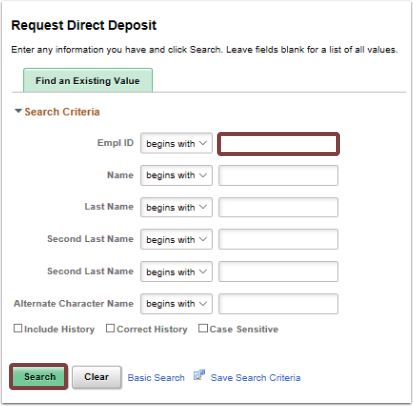 Request Direct Deposit
Enter any information you have and click Search. Leave fields blank for a list of all values.
Find an Existing Value
Search Criteria
Empl ID begins with
Name begins with
Last Name begins with
Second Last Name begins with
Second Last Name begins with
Alternate Character Name begins with
Include History Correct History Case Sensitive
Search Clear Basic Search Save Search Criteria